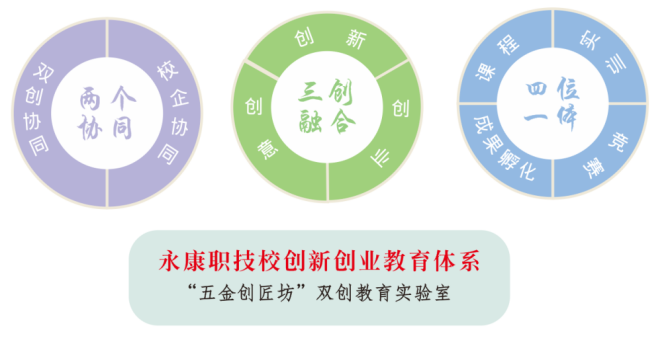 双创协同
校企协同
两个
协同
创新
创意
创业
三创
融合
课程
实训
成果孵化
竞赛
四位
一体
永康职技校创新创业教育体系
“五金创匠坊”双创教育实验室